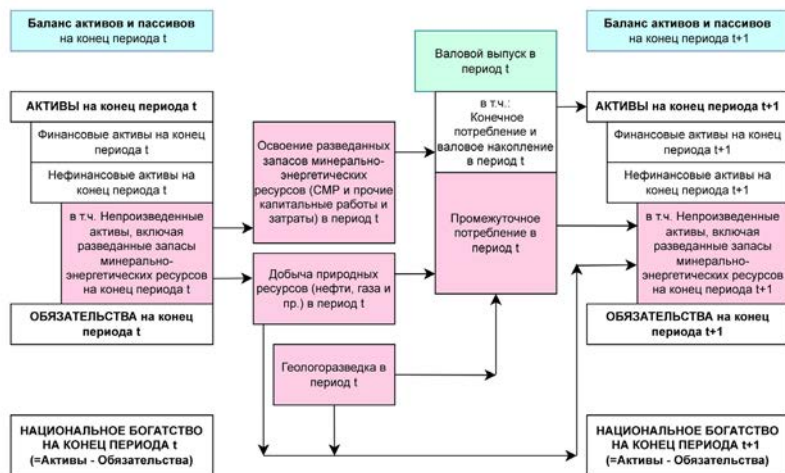 Баланс активов и пассивов
на конец периода t
АКТИВЫ на конец периода t
Финансовые активы на конец
периода t
Нефинансовые активы на конец
периода t
в т.ч. Непроизведенные
активы, включая
разведанные запасы
минерально-
энергетических ресурсов
на конец периода t
ОБЯЗАТЕЛЬСТВА на конец
периода t
НАЦИОНАЛЬНОЕ БОГАТСТВО
НА КОНЕЦ ПЕРИОДА t
(=Активы - Обязательства)
Освоение разведанных
запасов минерально-
энергетических
ресурсов (СМР и прочие
капитальные работы и
затраты) в период t
Добыча природных
ресурсов (нефти, газа и
пр.) в период t
Геологоразведка в
период t
Валовой выпуск в
период t
в т.ч.:
Конечное
потребление и
валовое накопление
в период t
Промежуточное
потребление в
период t
Баланс активов и пассивов
на конец периода t+1
АКТИВЫ на конец периода t+1
Финансовые активы на конец
периода t+1
Нефинансовые активы на конец
периода t+1
в т.ч. Непроизведенные
активы, включая
разведанные запасы
минерально-
энергетических ресурсов
на конец периода t+1
ОБЯЗАТЕЛЬСТВА на конец
периода t+1
НАЦИОНАЛЬНОЕ БОГАТСТВО
НА КОНЕЦ ПЕРИОДА t+1
(=Активы - Обязательства)